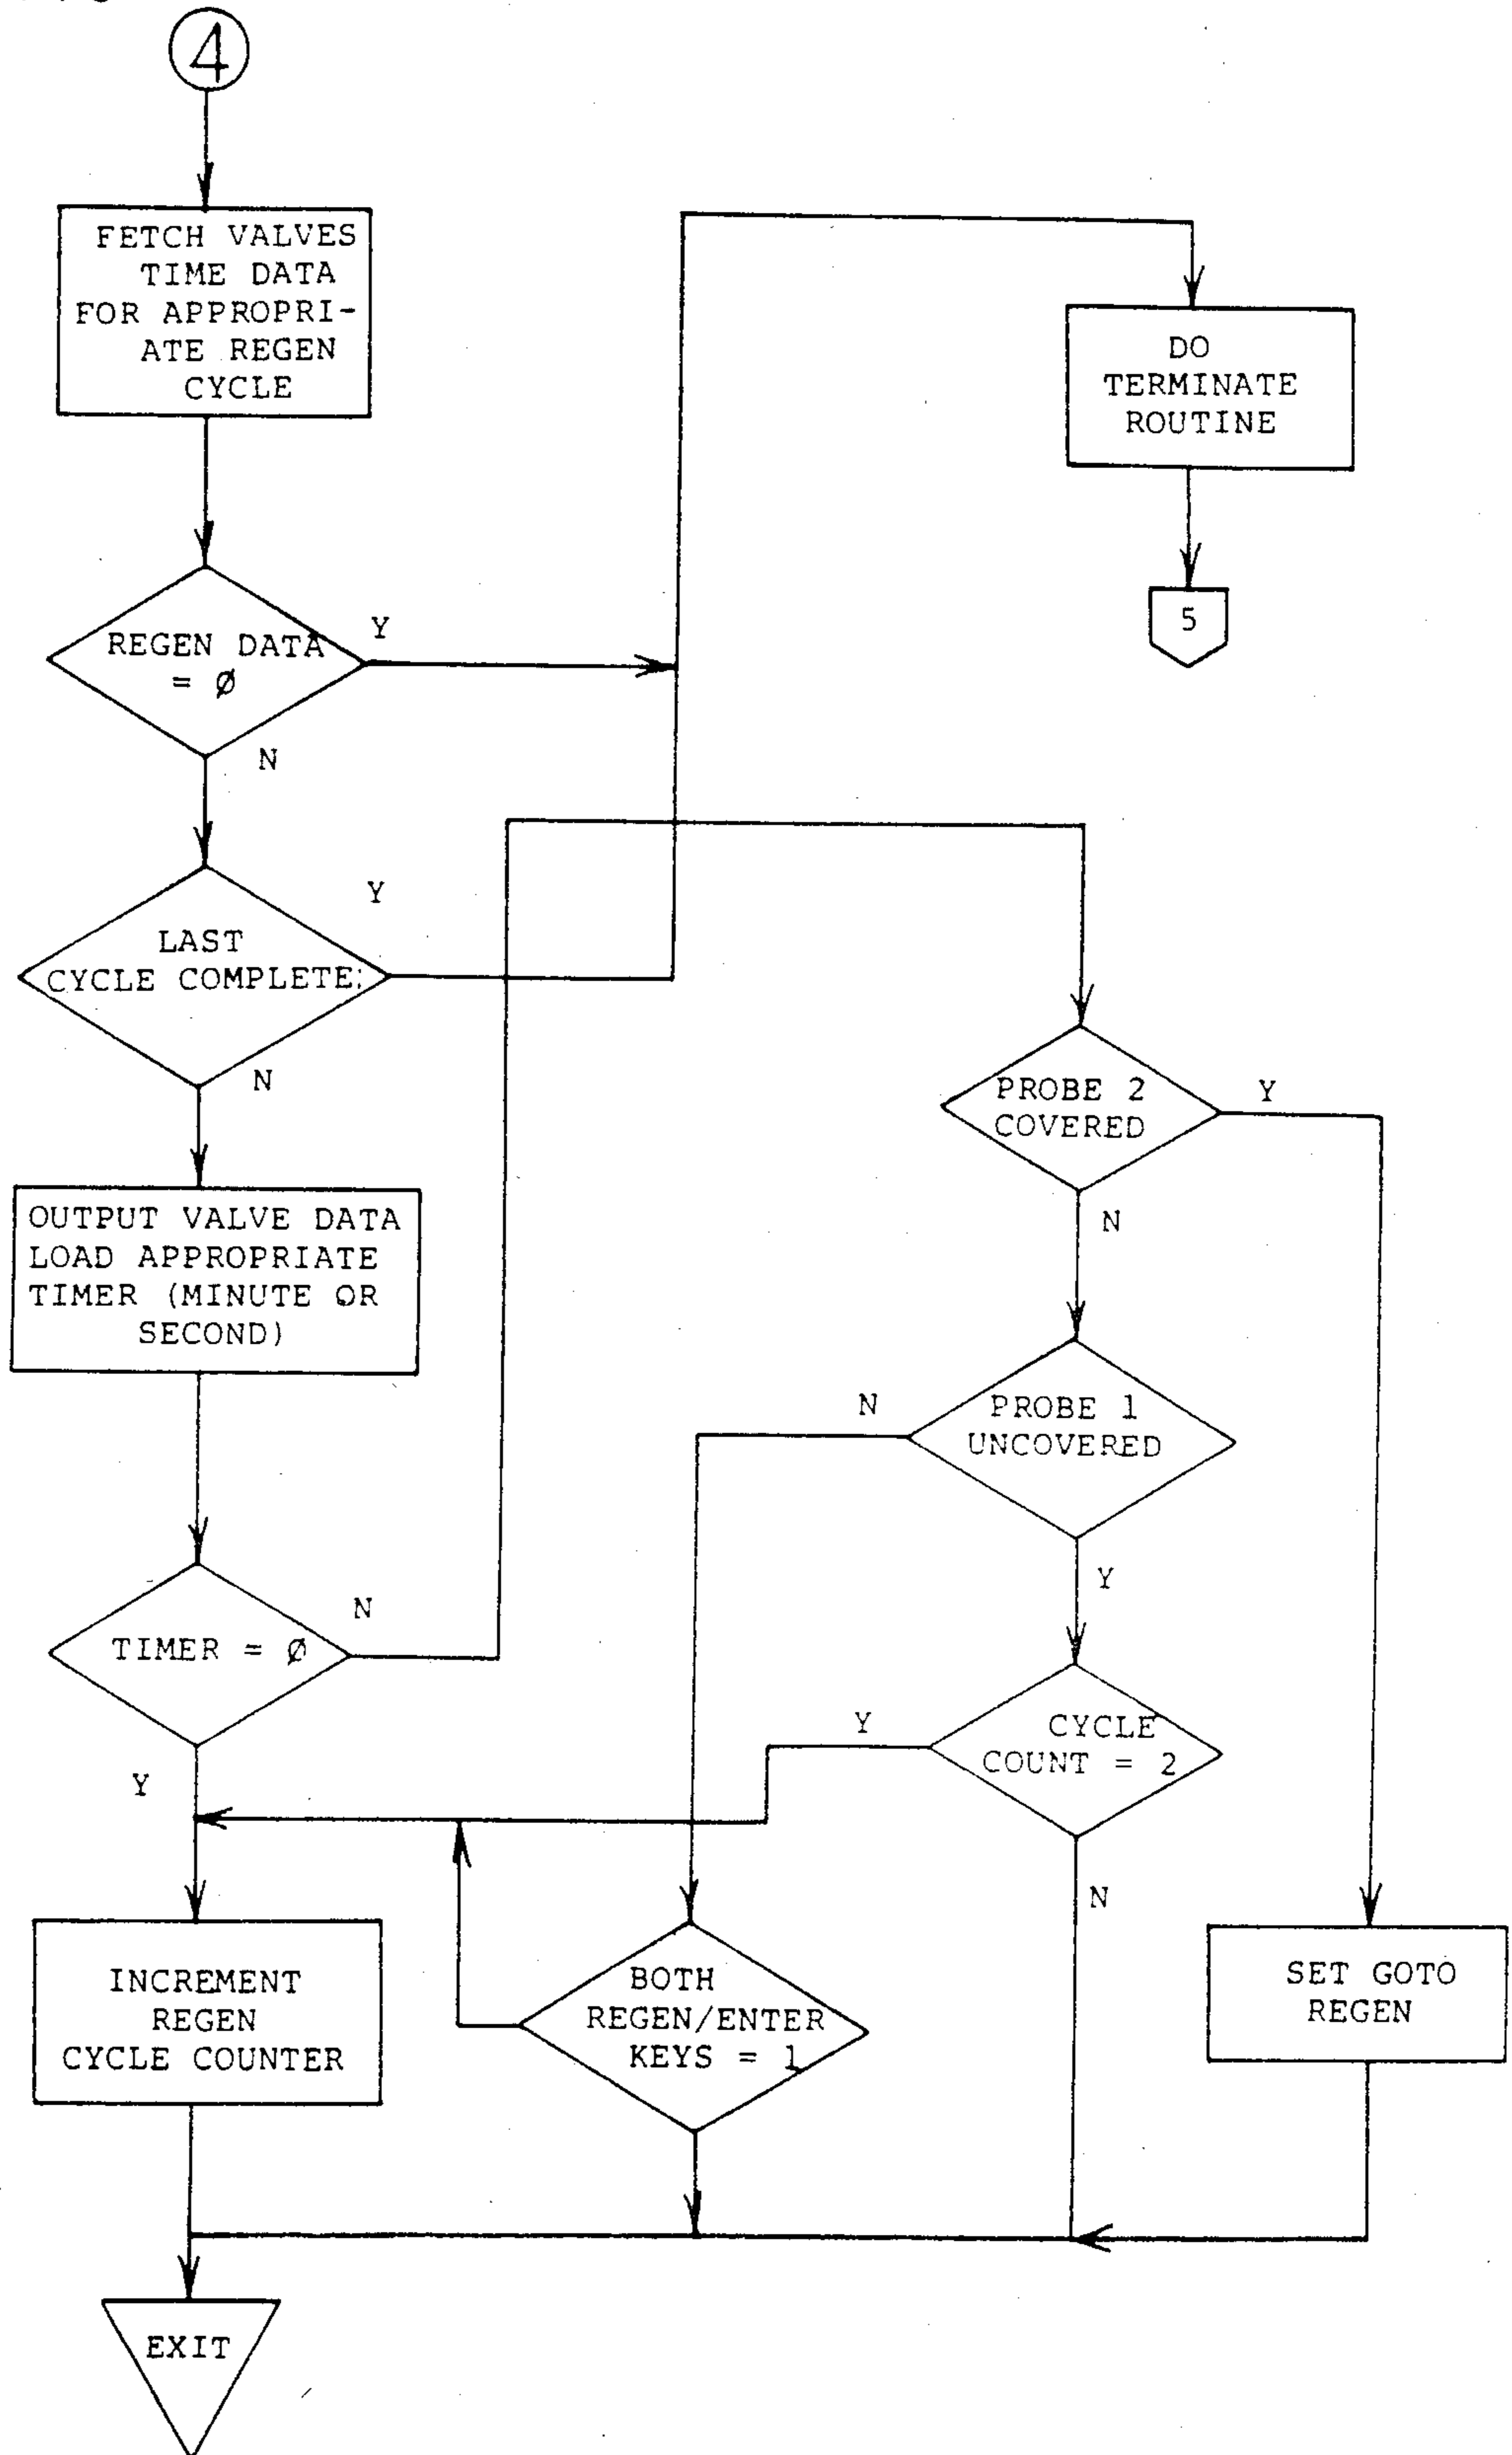 4
FETCH VALVES
TIME DATA
FOR APPROPRI-
ATE REGEN
CYCLE
DO
TERMINATE
ROUTINE
5
REGEN DATA
= Ø
Y
N
LAST
CYCLE COMPLETE
Y
N
OUTPUT VALVE DATA
LOAD APPROPRIATE
TIMER (MINUTE OR
SECOND)
TIMER = Ø
N
Y
PROBE 2
COVERED
Y
N
PROBE 1
UNCOVERED
N
Y
CYCLE
COUNT = 2
Y
N
INCREMENT
REGEN
CYCLE COUNTER
BOTH
REGEN/ENTER
KEYS = 1
SET GOTO
REGEN
EXIT